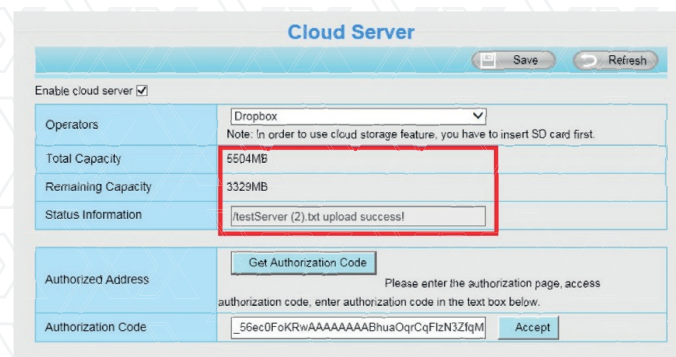 Cloud Server
Save Refresh
Enable cloud server
Operators Dropbox
Note: In order to use cloud storage feature, you have to insert SD card first.
Total Capacity 5504MB
Remaining Capacity 3329MB
Status Information /testServer (2).txt upload success!
Get Authorization Code
Authorized Address Please enter the authorization page, access
authorization code, enter authorization code in the text box below.
Authorization Code _56ec0FoKRwAAAAAAAABhuaOqrCqFIzN3ZfqM Accept